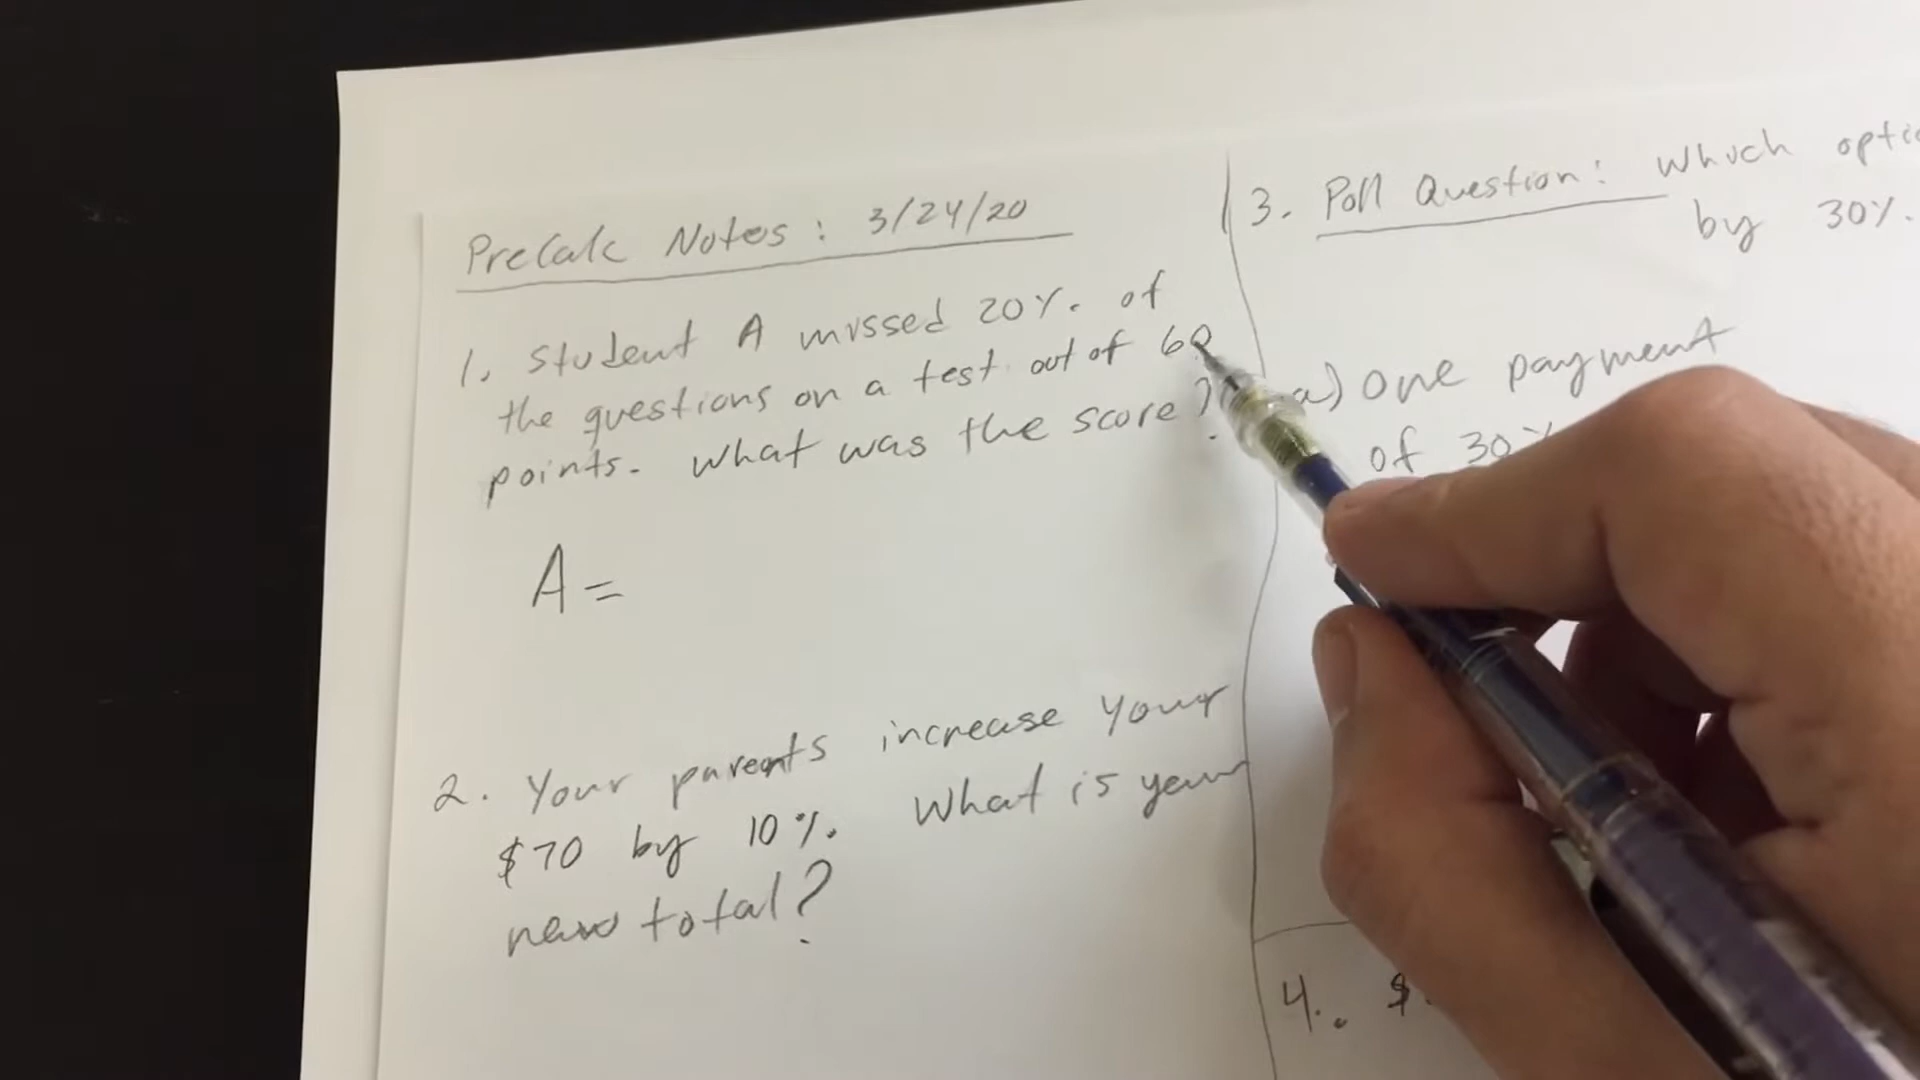 PreCalc Notes: 3/24/20
1. Student A missed 20%. of
the questions on a test out of 60
points. What was the score?
A =
2. Your parents increase your
$70 by 10%. What is your
new total?
3. Poll Question: Which
by 30%.
a) One payment
of 30%
4. $